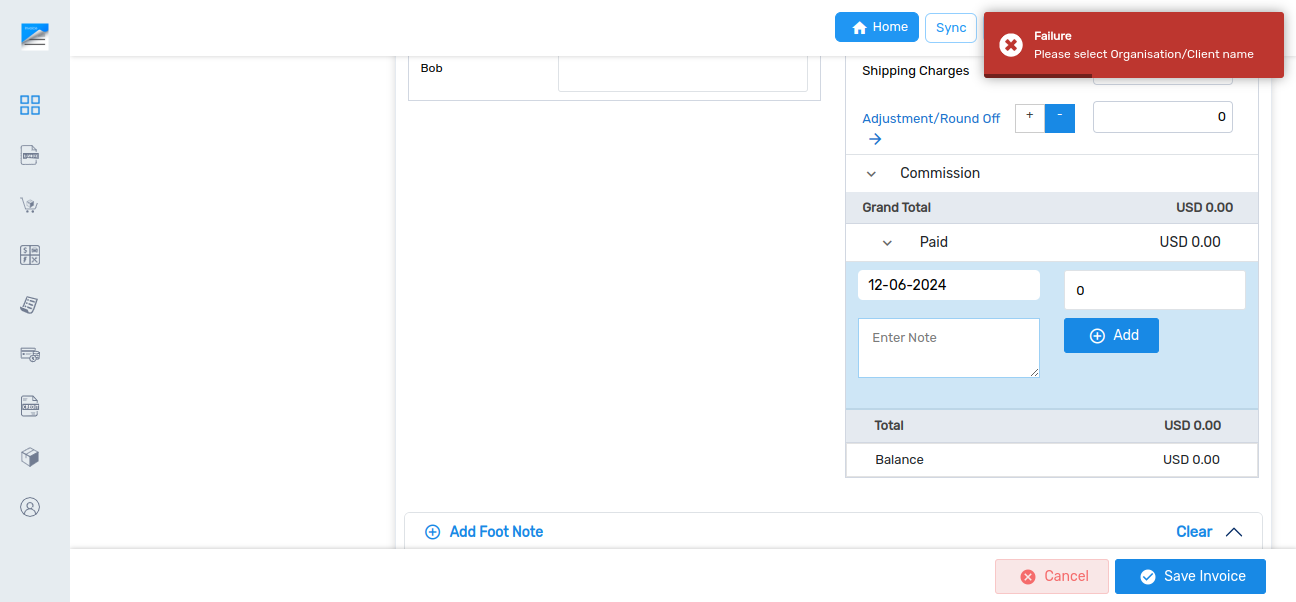 Home
Sync
Failure
Please select Organisation/Client name
Bob
Shipping Charges
Adjustment/Round Off
+
-
0
Commission
Grand Total
USD 0.00
Paid
USD 0.00
12-06-2024
0
Enter Note
Add
Total
USD 0.00
Balance
USD 0.00
Add Foot Note
Clear
Cancel
Save Invoice